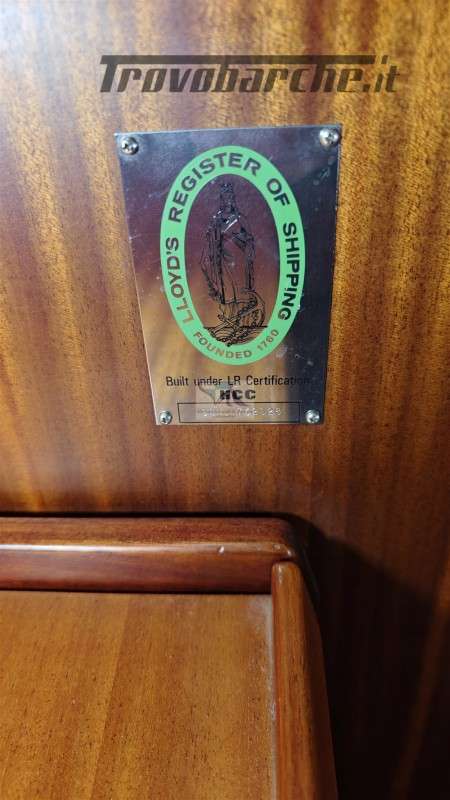 Trovobarche.it
LLOYD'S REGISTER OF SHIPPING
FOUNDED 1760
Built under LR Certification
HCC